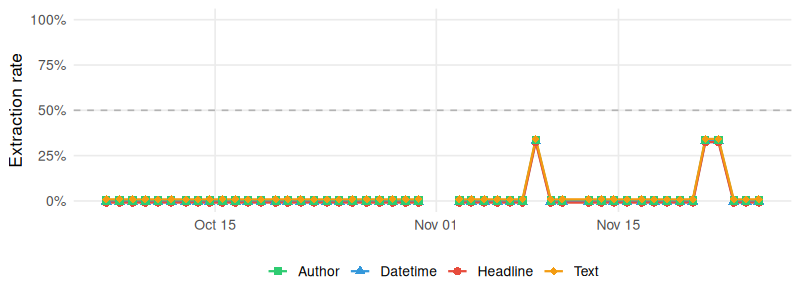 Extraction rate
100%
75%
50%
25%
0%
Oct 15 Nov 01 Nov 15
Author Datetime Headline Text